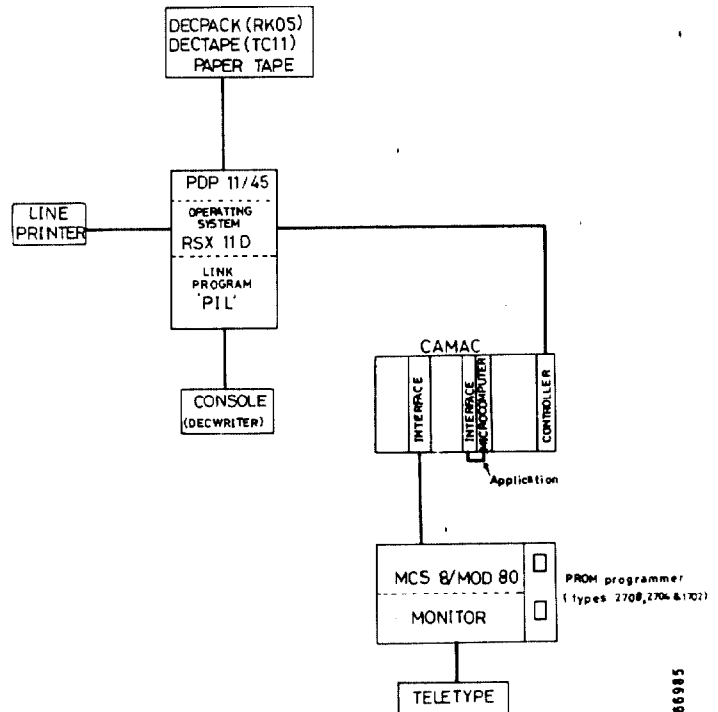 DECPACK (RK05)
DECTAPE (TC11)
PAPER TAPE
PDP 11/45
OPERATING
SYSTEM
RSX 11D
LINK
PROGRAM
'PIL'
LINE
PRINTER
CONSOLE
(DECWRITER)
CAMAC
INTERFACE
INTERFACE
MICROCOMPUTER
CONTROLLER
Application
MCS 8/MOD 80
MONITOR
PROM programmer
(types 2708, 2704 & 1702)
TELETYPE
66985